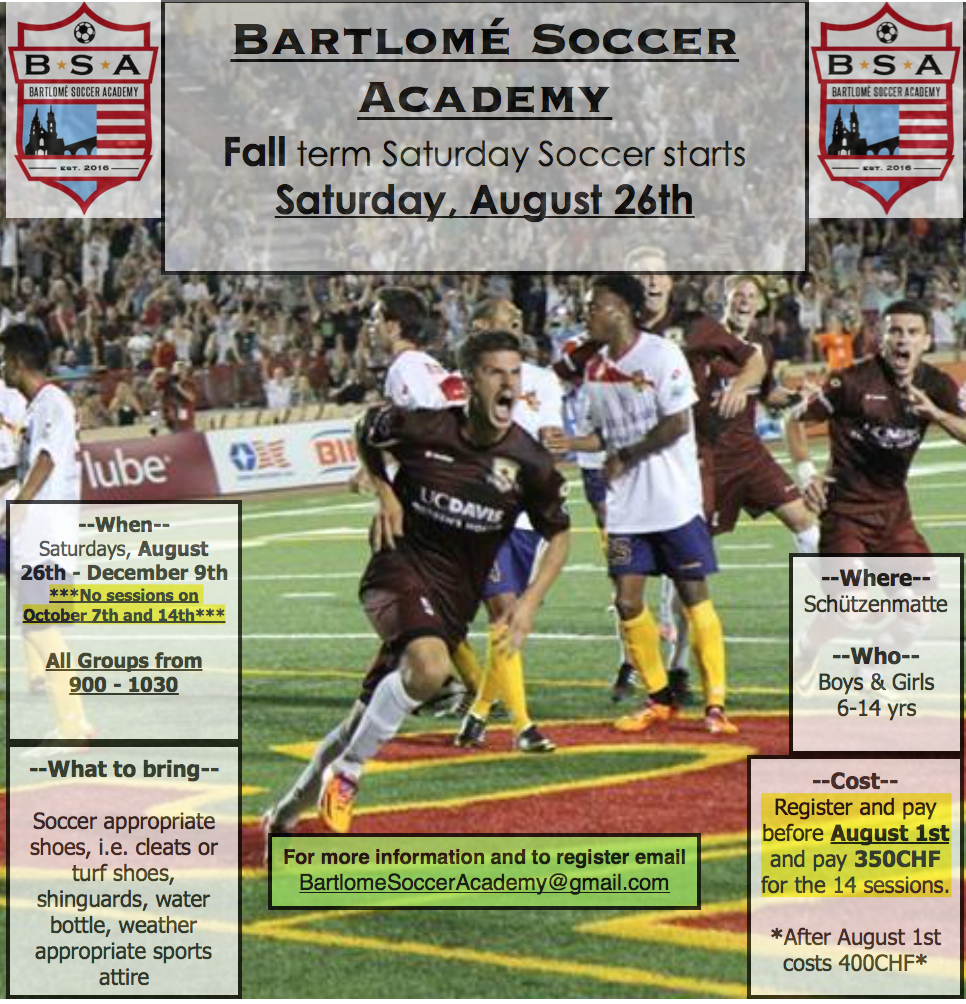 B★S★A
BARTLOMÉ SOCCER ACADEMY
EST. 2016
BARTLOMÉ SOCCER
ACADEMY
Fall term Saturday Soccer starts
Saturday, August 26th
B★S★A
BARTLOMÉ SOCCER ACADEMY
EST. 2016
lube
UC DAVIS
UC DAVIS
--When--
Saturdays, August
26th - December 9th
***No sessions on
October 7th and 14th***
All Groups from
900 - 1030
--Where--
Schützenmatte
--Who--
Boys & Girls
6-14 yrs
--What to bring--
Soccer appropriate
shoes, i.e. cleats or
turf shoes,
shinguards, water
bottle, weather
appropriate sports
attire
For more information and to register email
BartlomeSoccerAcademy@gmail.com
--Cost--
Register and pay
before August 1st
and pay 350CHF
for the 14 sessions.
*After August 1st
costs 400CHF*